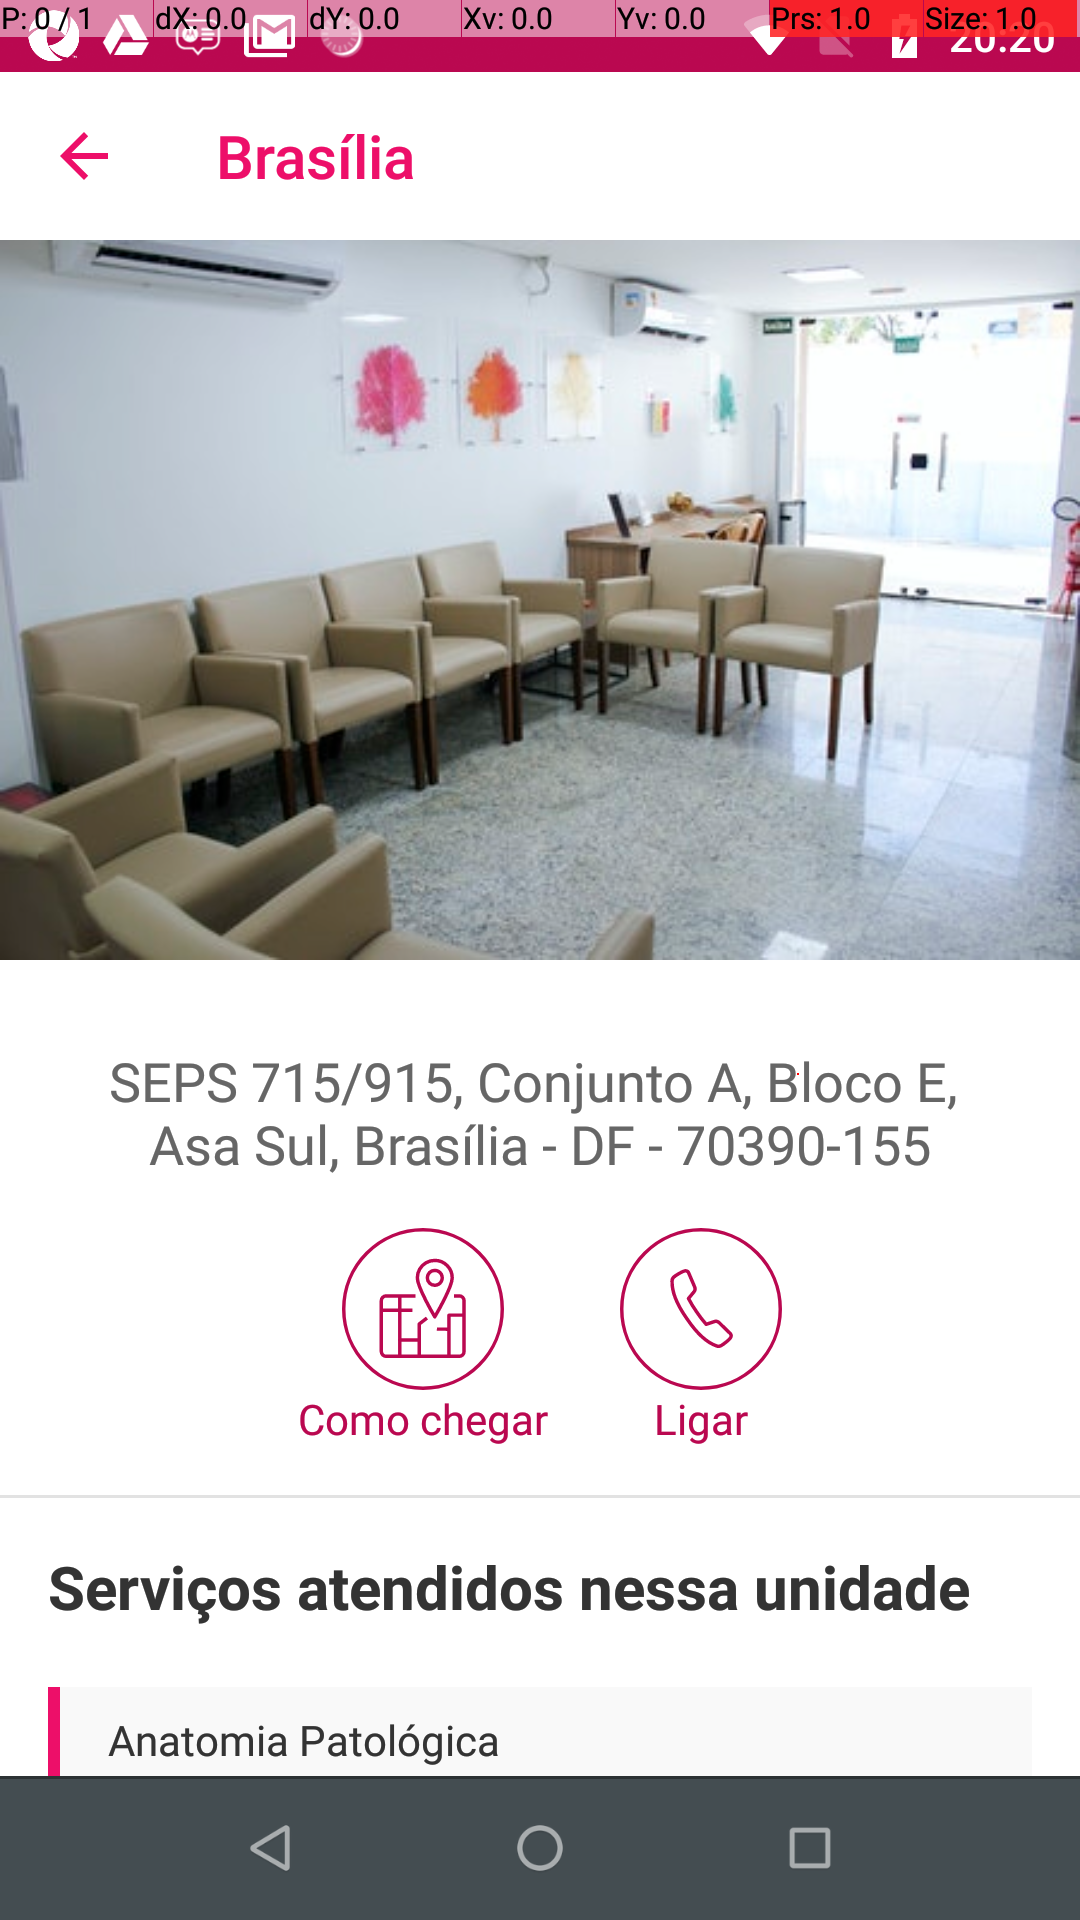 P: 0 / 1 dX: 0.0 dY: 0.0 Xv: 0.0 Yv: 0.0 Prs: 1.0 Size: 1.0
20:20
Brasília
SAÍDA
SAÍDA
SEPS 715/915, Conjunto A, Bloco E,
Asa Sul, Brasília - DF - 70390-155
Como chegar Ligar
Serviços atendidos nessa unidade
Anatomia Patológica